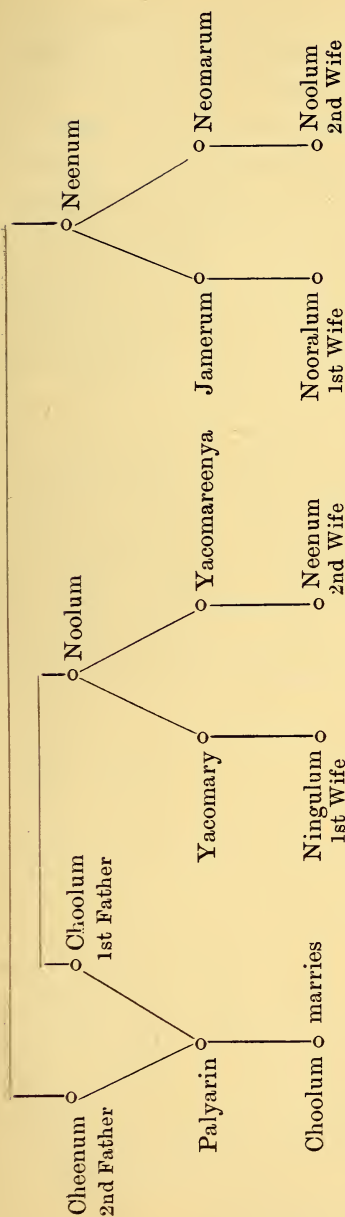 Cheenum
2nd Father
Choolum
1st Father
Noolum
Neenum
Palyarin
Yacomary
Yacomareenya
Jamerum
Neomarum
Choolum marries
Ningulum
1st Wife
Neenum
2nd Wife
Nooralum
1st Wife
Noolum
2nd Wife